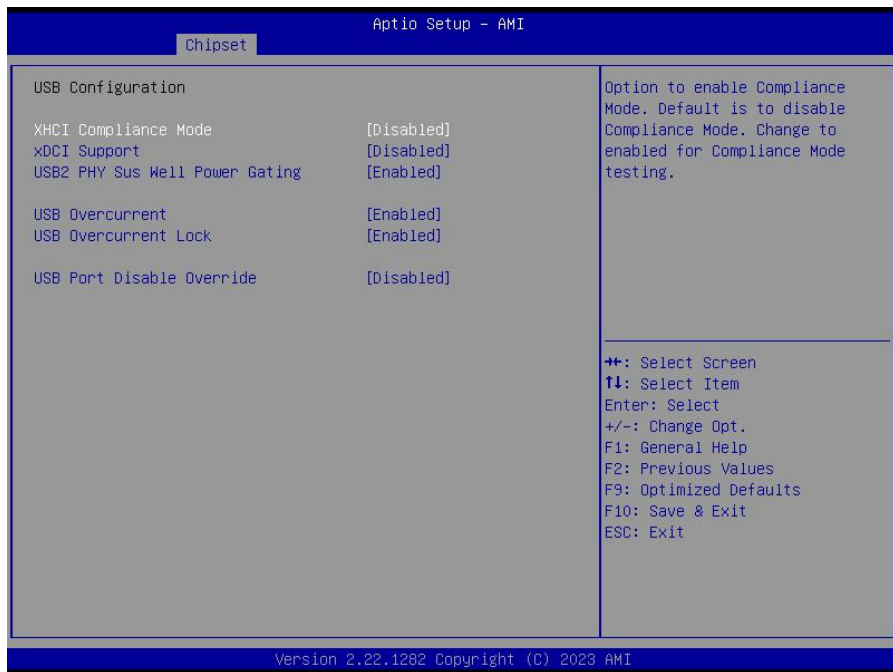 Aptio Setup – AMI
Chipset
USB Configuration
XHCI Compliance Mode [Disabled]
xDCI Support [Disabled]
USB2 PHY Sus Well Power Gating [Enabled]
USB Overcurrent [Enabled]
USB Overcurrent Lock [Enabled]
USB Port Disable Override [Disabled]
Option to enable Compliance
Mode. Default is to disable
Compliance Mode. Change to
enabled for Compliance Mode
testing.
→←: Select Screen
↑↓: Select Item
Enter: Select
+/-: Change Opt.
F1: General Help
F2: Previous Values
F9: Optimized Defaults
F10: Save & Exit
ESC: Exit
Version 2.22.1282 Copyright (C) 2023 AMI